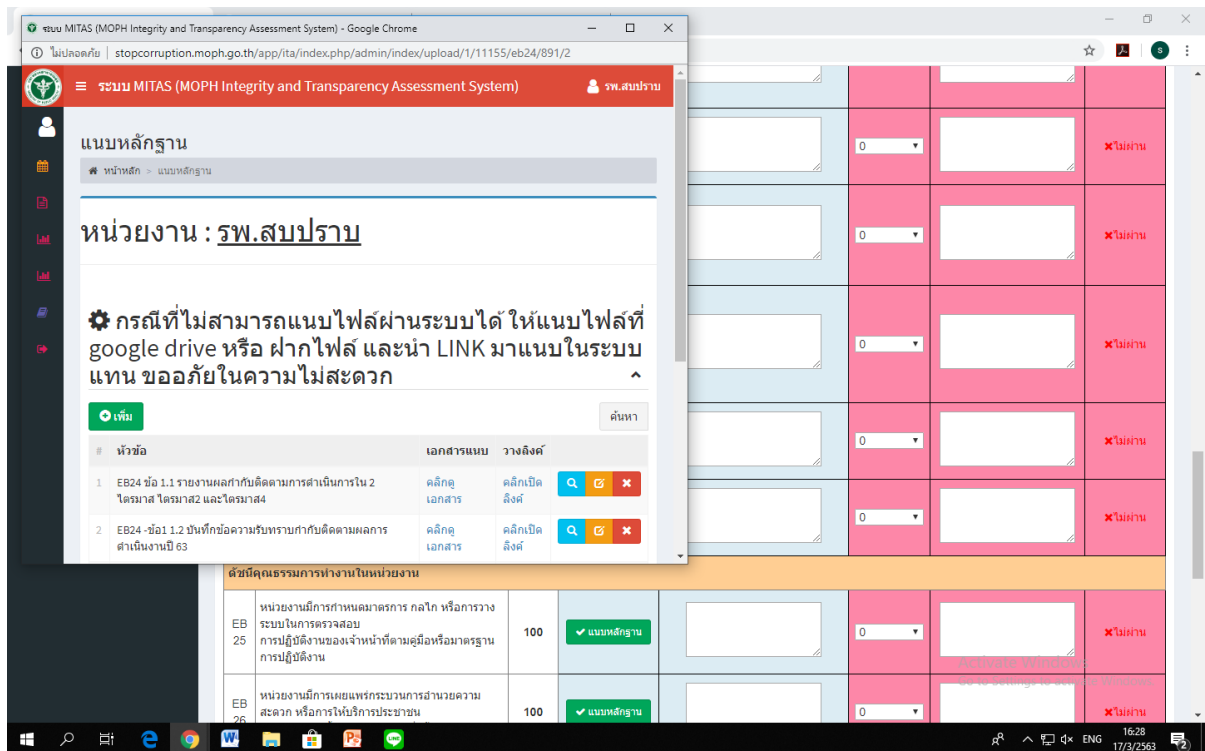 ระบบ MITAS (MOPH Integrity and Transparency Assessment System) - Google Chrome
ไม่ปลอดภัย | stopcorruption.moph.go.th/app/ita/index.php/admin/index/upload/1/11155/eb24/891/2
ระบบ MITAS (MOPH Integrity and Transparency Assessment System)
รพ.สบปราบ
แนบหลักฐาน
หน้าหลัก > แนบหลักฐาน
หน่วยงาน : รพ.สบปราบ
กรณีที่ไม่สามารถแนบไฟล์ผ่านระบบได้ ให้แนบไฟล์ที่
google drive หรือ ฝากไฟล์ และนำ LINK มาแนบในระบบ
แทน ขออภัยในความไม่สะดวก
เพิ่ม
ค้นหา
# หัวข้อ เอกสารแนบ วางลิงค์
1 EB24 ข้อ 1.1 รายงานผลกำกับติดตามการดำเนินการใน 2 คลิกดู คลิกเปิด
ไตรมาส ไตรมาส2 และไตรมาส4 เอกสาร ลิงค์
2 EB24 -ข้อ1 1.2 บันทึกข้อความรับทราบกำกับติดตามผลการ คลิกดู คลิกเปิด
ดำเนินงานปี 63 เอกสาร ลิงค์
s
0 ไม่ผ่าน
0 ไม่ผ่าน
0 ไม่ผ่าน
0 ไม่ผ่าน
0 ไม่ผ่าน
ดัชนีคุณธรรมการทำงานในหน่วยงาน
EB 25
หน่วยงานมีการกำหนดมาตรการ กลไก หรือการวาง
ระบบในการตรวจสอบ
การปฏิบัติงานของเจ้าหน้าที่ตามคู่มือหรือมาตรฐาน
การปฏิบัติงาน
100 แนบหลักฐาน 0 ไม่ผ่าน
Activate Windows
EB 26
หน่วยงานมีการเผยแพร่กระบวนการอำนวยความ
สะดวก หรือการให้บริการประชาชน
100 แนบหลักฐาน 0 ไม่ผ่าน
ENG
16:28
17/3/2563
2